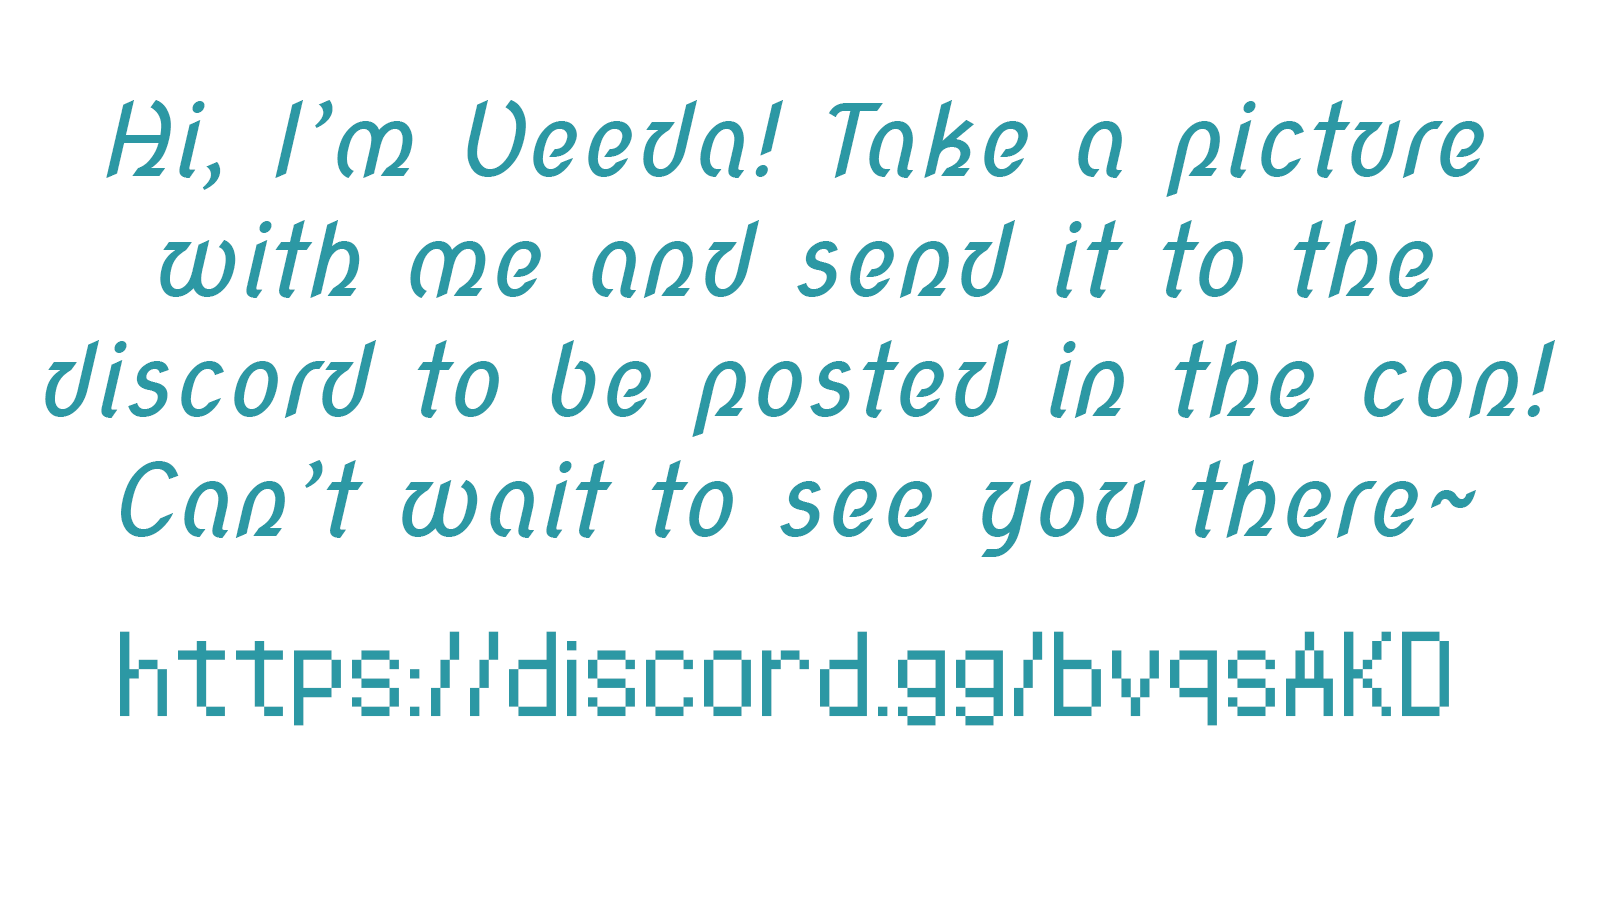 Hi, I'm Veeda! Take a picture
with me and send it to the
discord to be posted in the con!
Can't wait to see you there~
https://discord.gg/bvqsAKD